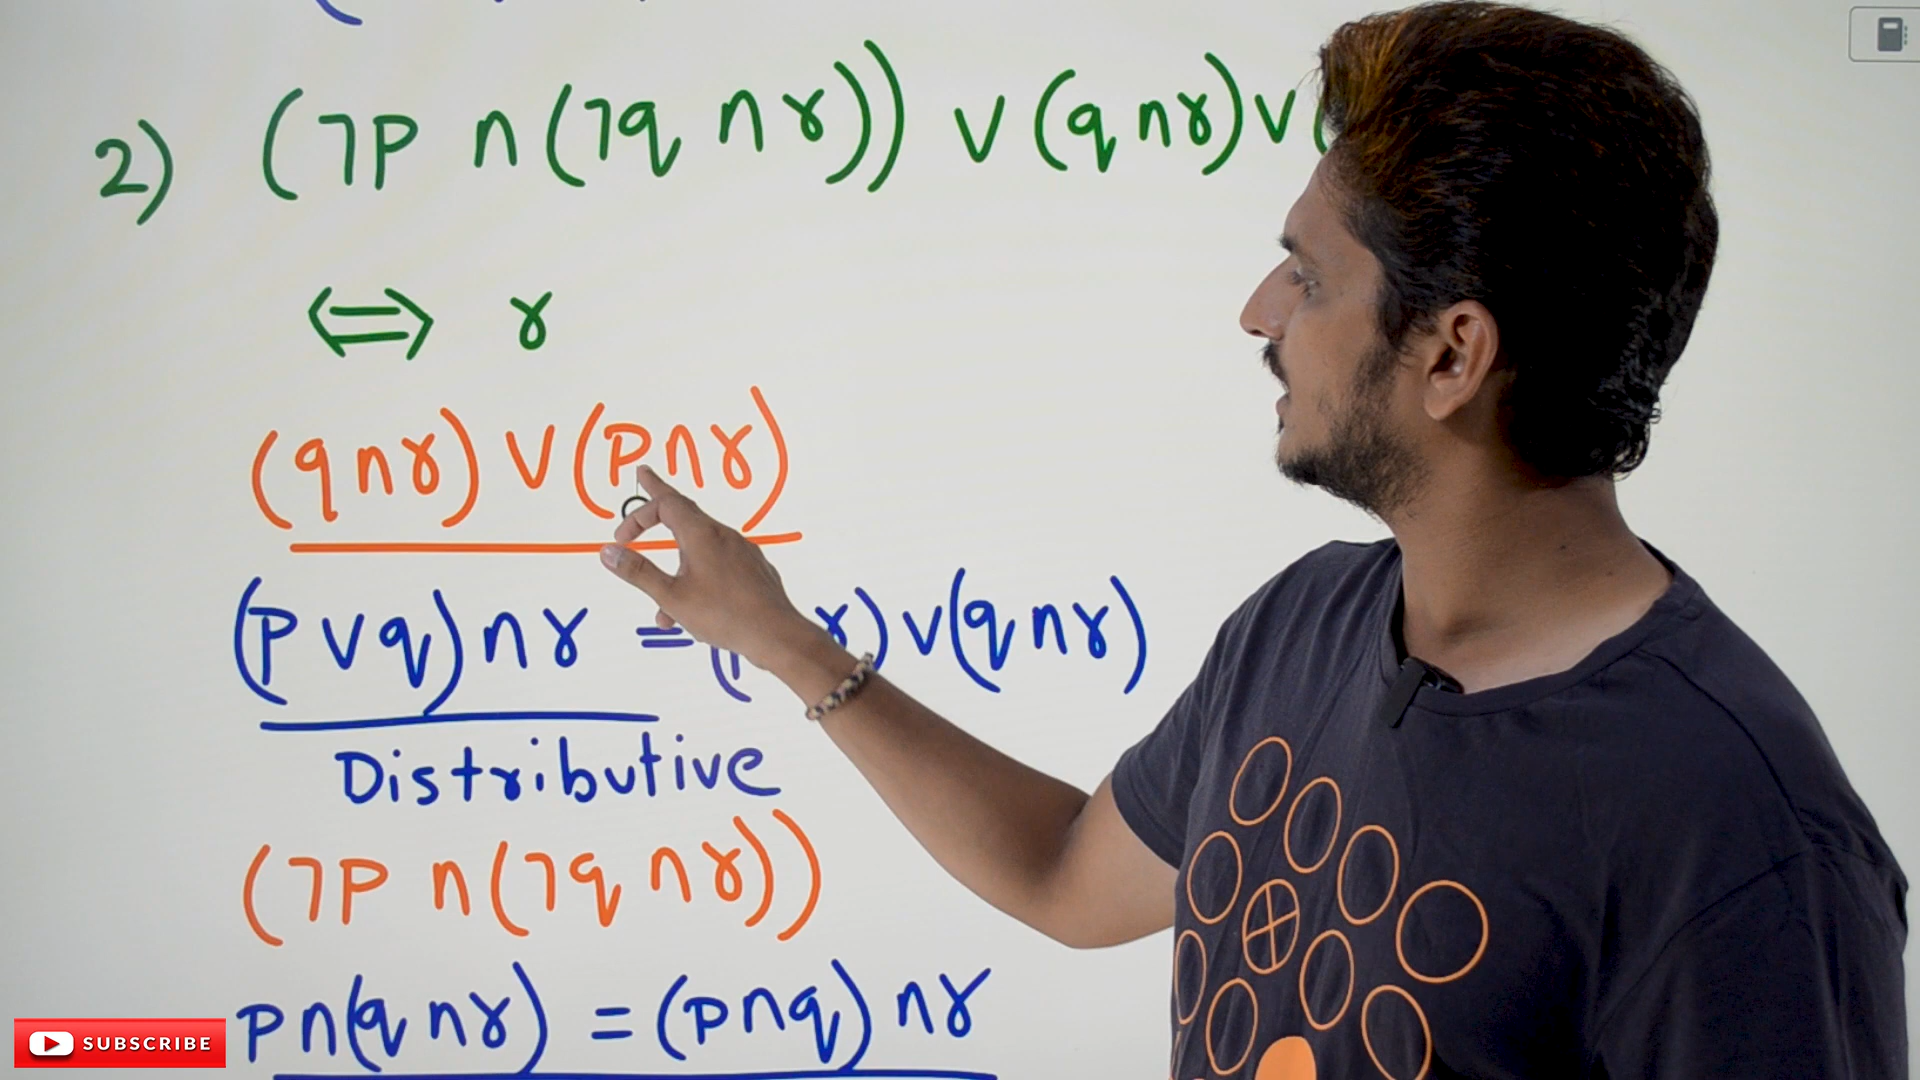 2) (¬p ∩ (¬q ∩ r)) ∨ (q ∩ r) ∨ (
⟺ r
(q ∩ r) ∨ (p ∩ r)
(p ∨ q) ∩ r = ( r) ∨ (q ∩ r)
Distributive
(¬p ∩ (¬q ∩ r))
p ∩ (q ∩ r) = (p ∩ q) ∩ r
SUBSCRIBE